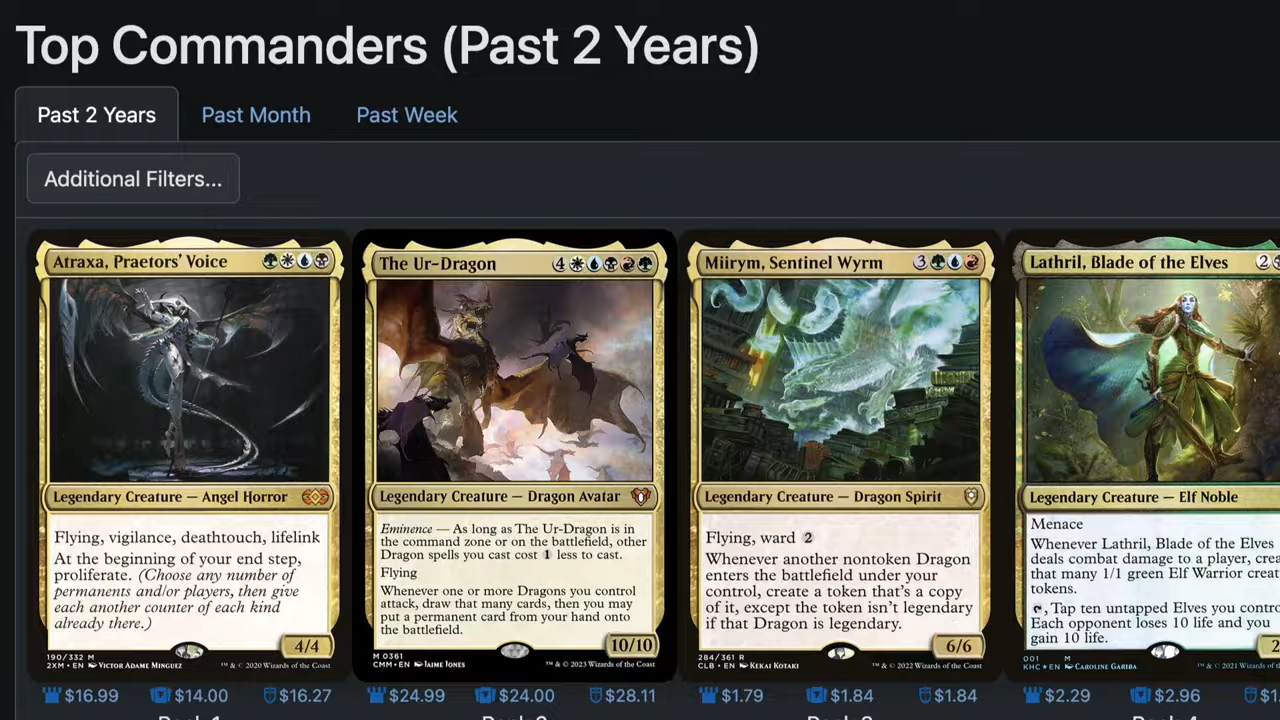 Top Commanders (Past 2 Years)
Past 2 Years
Past Month
Past Week
Additional Filters...
Atraxa, Praetors' Voice
Legendary Creature — Angel Horror
Flying, vigilance, deathtouch, lifelink
At the beginning of your end step,
proliferate. (Choose any number of
permanents and/or players, then give
each another counter of each kind
already there.)
4/4
190/332 M
2XM • EN Victor Adame Minguez
™ & © 2020 Wizards of the Coast
$16.99 $14.00 $16.27
The Ur-Dragon
4
Legendary Creature — Dragon Avatar
Eminence — As long as The Ur-Dragon is in
the command zone or on the battlefield, other
Dragon spells you cast cost 1 less to cast.
Flying
Whenever one or more Dragons you control
attack, draw that many cards, then you may
put a permanent card from your hand onto
the battlefield.
10/10
M 0361
CMM • EN Jaime Jones
™ & © 2023 Wizards of the Coast
$24.99 $24.00 $28.11
Miirym, Sentinel Wyrm
3
Legendary Creature — Dragon Spirit
Flying, ward 2
Whenever another nontoken Dragon
enters the battlefield under your
control, create a token that's a copy
of it, except the token isn't legendary
if that Dragon is legendary.
6/6
284/361 R
CLB • EN Kekai Kotaki
™ & © 2022 Wizards of the Coast
$1.79 $1.84 $1.84
Lathril, Blade of the Elves
2
Legendary Creature — Elf Noble
Menace
Whenever Lathril, Blade of the Elves
deals combat damage to a player, crea
that many 1/1 green Elf Warrior creat
tokens.
, Tap ten untapped Elves you contro
Each opponent loses 10 life and you
gain 10 life.
2
001 M
KHC ★ EN Caroline Gariba
™ & © 2021 Wizards of th
$2.29 $2.96 $1